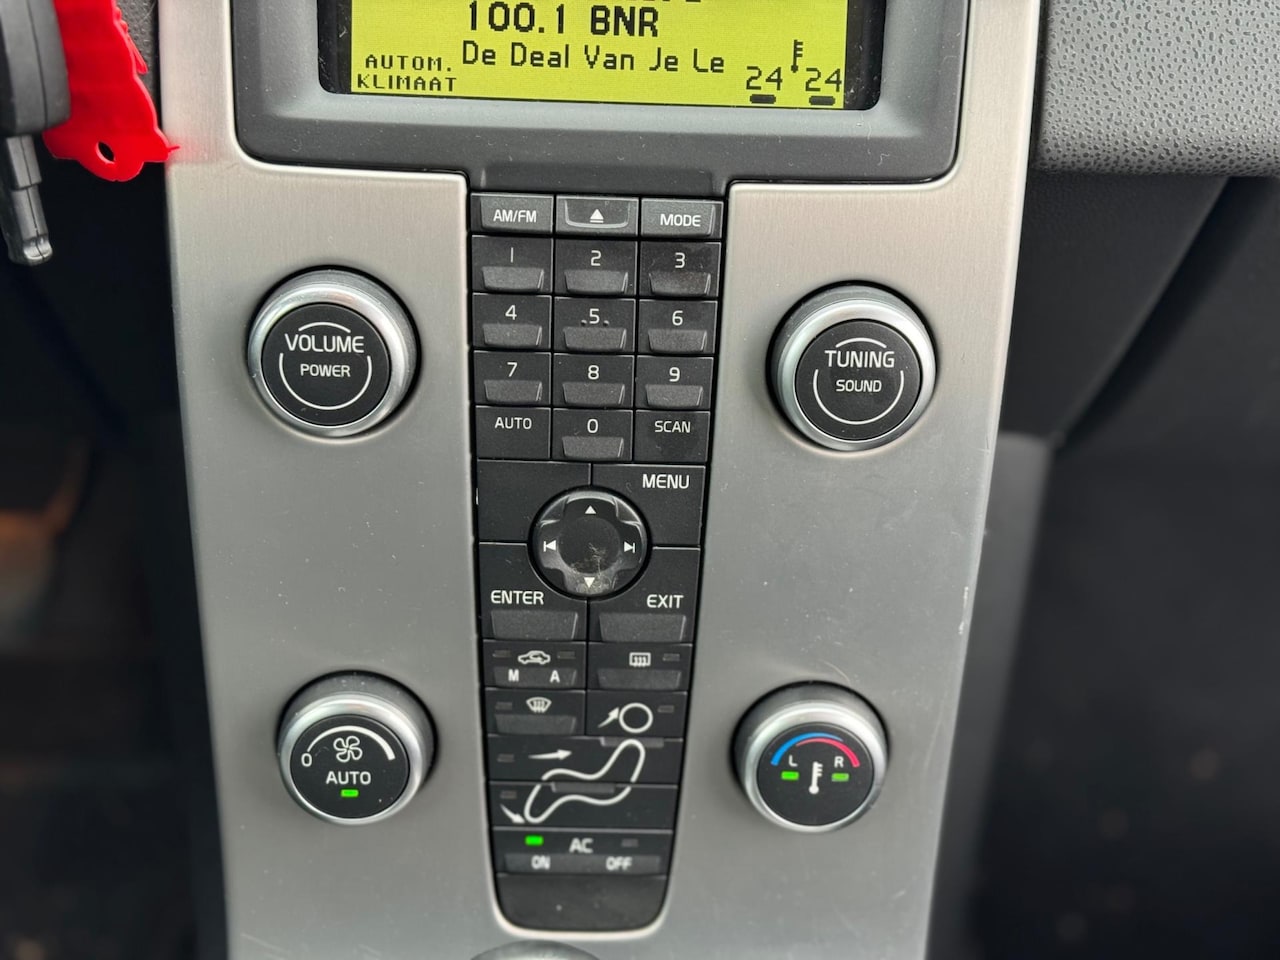 100.1 BNR
De Deal Van Je Le
AUTOM.
KLIMAAT
24 24
AM/FM
MODE
1 2 3
4 5 6
7 8 9
AUTO 0 SCAN
VOLUME
POWER
TUNING
SOUND
MENU
ENTER
EXIT
M A
0
AUTO
L R
AC
ON OFF